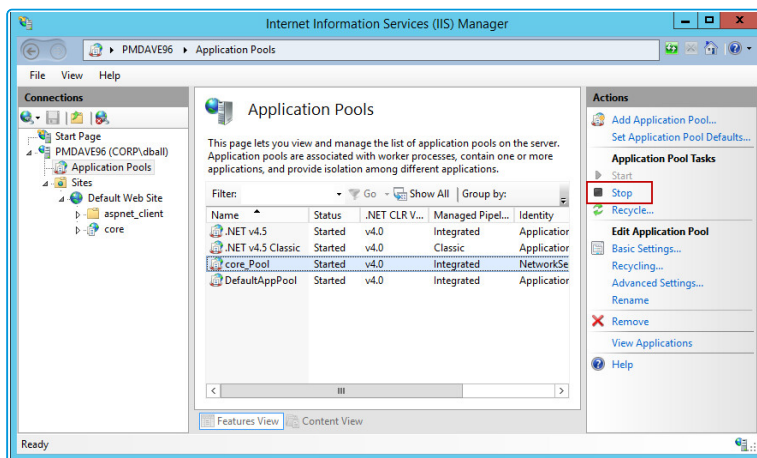 Internet Information Services (IIS) Manager
PMDAVE96 Application Pools
File View Help
Connections
Start Page
PMDAVE96 (CORP\dball)
Application Pools
Sites
Default Web Site
aspnet_client
core
Application Pools
This page lets you view and manage the list of application pools on the server.
Application pools are associated with worker processes, contain one or more
applications, and provide isolation among different applications.
Filter: Go Show All Group by:
Name Status .NET CLR V... Managed Pipel... Identity
.NET v4.5 Started v4.0 Integrated Application
.NET v4.5 Classic Started v4.0 Classic Application
core_Pool Started v4.0 Integrated NetworkSe
DefaultAppPool Started v4.0 Integrated Application
Features View Content View
Actions
Add Application Pool...
Set Application Pool Defaults...
Application Pool Tasks
Start
Stop
Recycle...
Edit Application Pool
Basic Settings...
Recycling...
Advanced Settings...
Rename
Remove
View Applications
Help
Ready